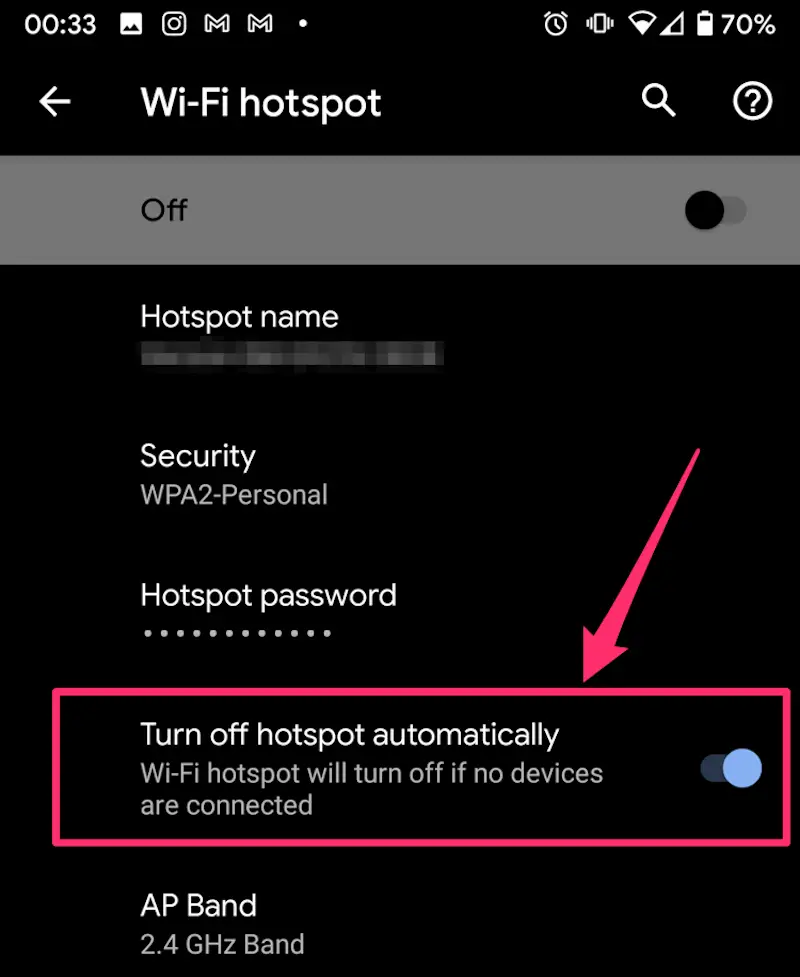 00:33 70%
Wi-Fi hotspot
Off
Hotspot name
Security
WPA2-Personal
Hotspot password
••••••••••••
Turn off hotspot automatically
Wi-Fi hotspot will turn off if no devices
are connected
AP Band
2.4 GHz Band